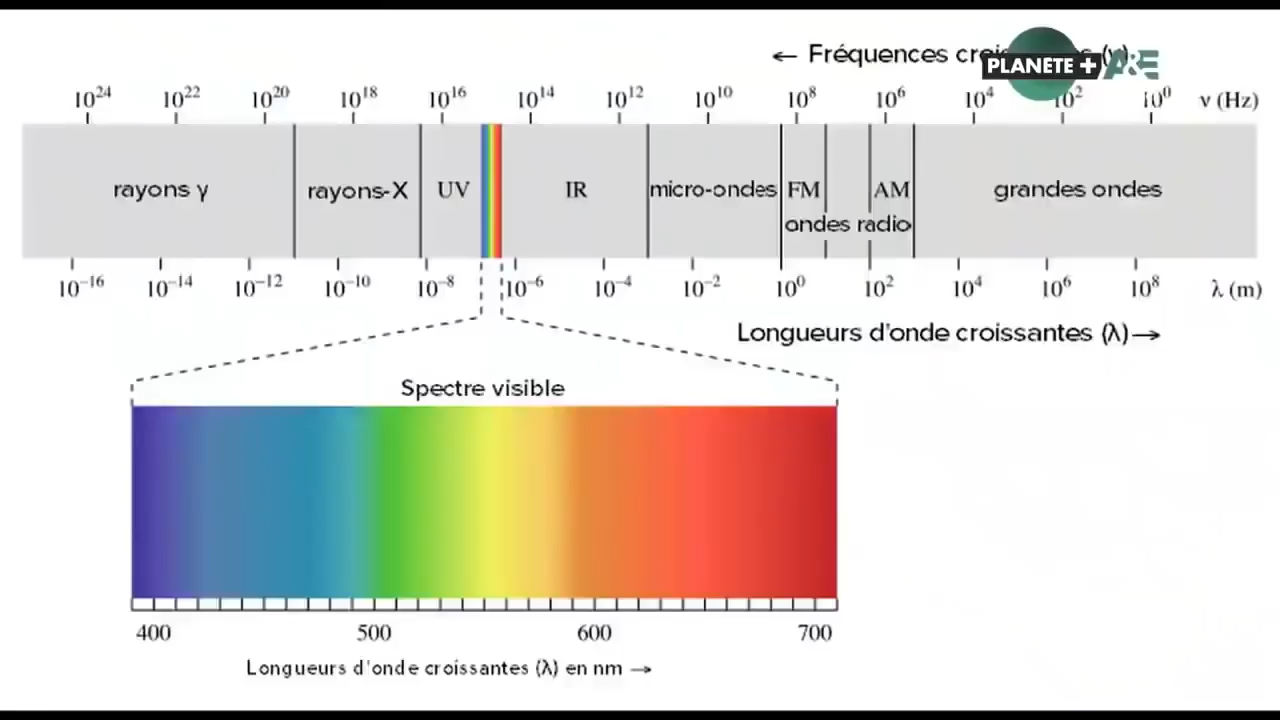 ← Fréquences (ν)
PLANÈTE + A&E
10²⁴ 10²² 10²⁰ 10¹⁸ 10¹⁶ 10¹⁴ 10¹² 10¹⁰ 10⁸ 10⁶ 10⁴ 10² 10⁰ ν (Hz)
rayons γ rayons-X UV IR micro-ondes FM AM grandes ondes
ondes radio
10⁻¹⁶ 10⁻¹⁴ 10⁻¹² 10⁻¹⁰ 10⁻⁸ 10⁻⁶ 10⁻⁴ 10⁻² 10⁰ 10² 10⁴ 10⁶ 10⁸ λ (m)
Longueurs d'onde croissantes (λ)→
Spectre visible
400 500 600 700
Longueurs d'onde croissantes (λ) en nm →